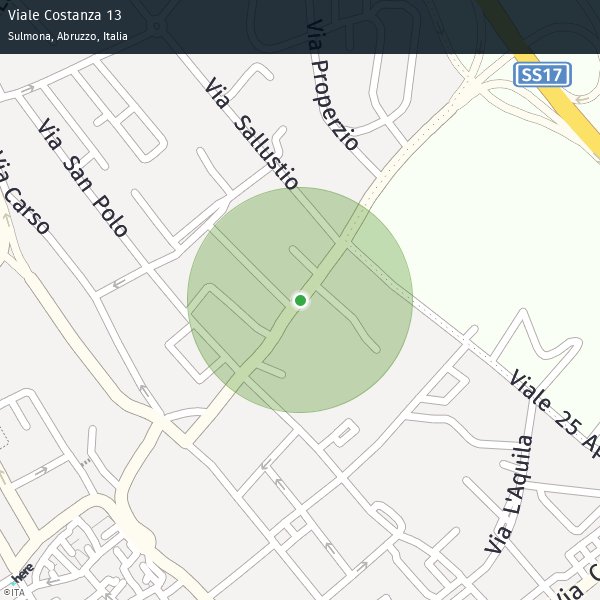 Viale Costanza 13
Sulmona, Abruzzo, Italia
SS17
Via Properzio
Via Sallustio
Via San Polo
Via Carso
Viale 25 Ap
Via L'Aquila
Via C
here
©ITA